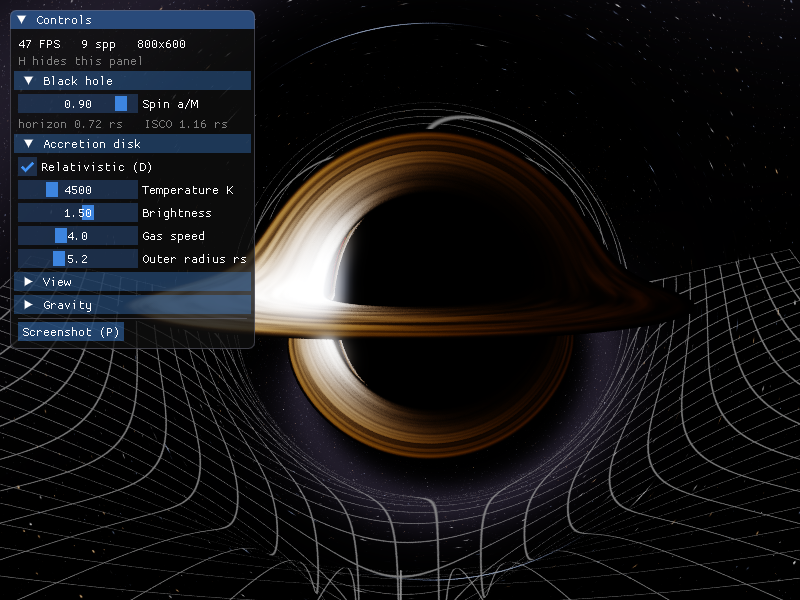 Controls
47 FPS 9 spp 800x600
H hides this panel
Black hole
0.90 Spin a/M
horizon 0.72 rs ISCO 1.16 rs
Accretion disk
Relativistic (D)
4500 Temperature K
1.50 Brightness
4.0 Gas speed
5.2 Outer radius rs
View
Gravity
Screenshot (P)